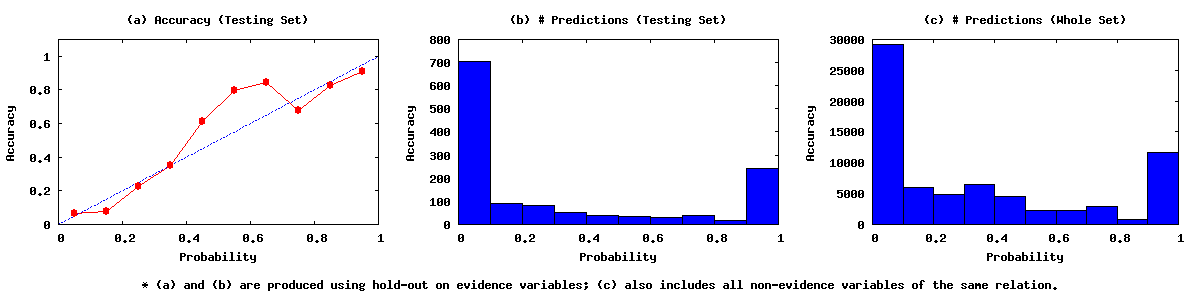 (a) Accuracy (Testing Set)
1
0.8
0.6
0.4
0.2
0
0 0.2 0.4 0.6 0.8 1
Accuracy
Probability
(b) # Predictions (Testing Set)
800
700
600
500
400
300
200
100
0
0 0.2 0.4 0.6 0.8 1
Accuracy
Probability
(c) # Predictions (Whole Set)
30000
25000
20000
15000
10000
5000
0
0 0.2 0.4 0.6 0.8 1
Accuracy
Probability
* (a) and (b) are produced using hold-out on evidence variables; (c) also includes all non-evidence variables of the same relation.